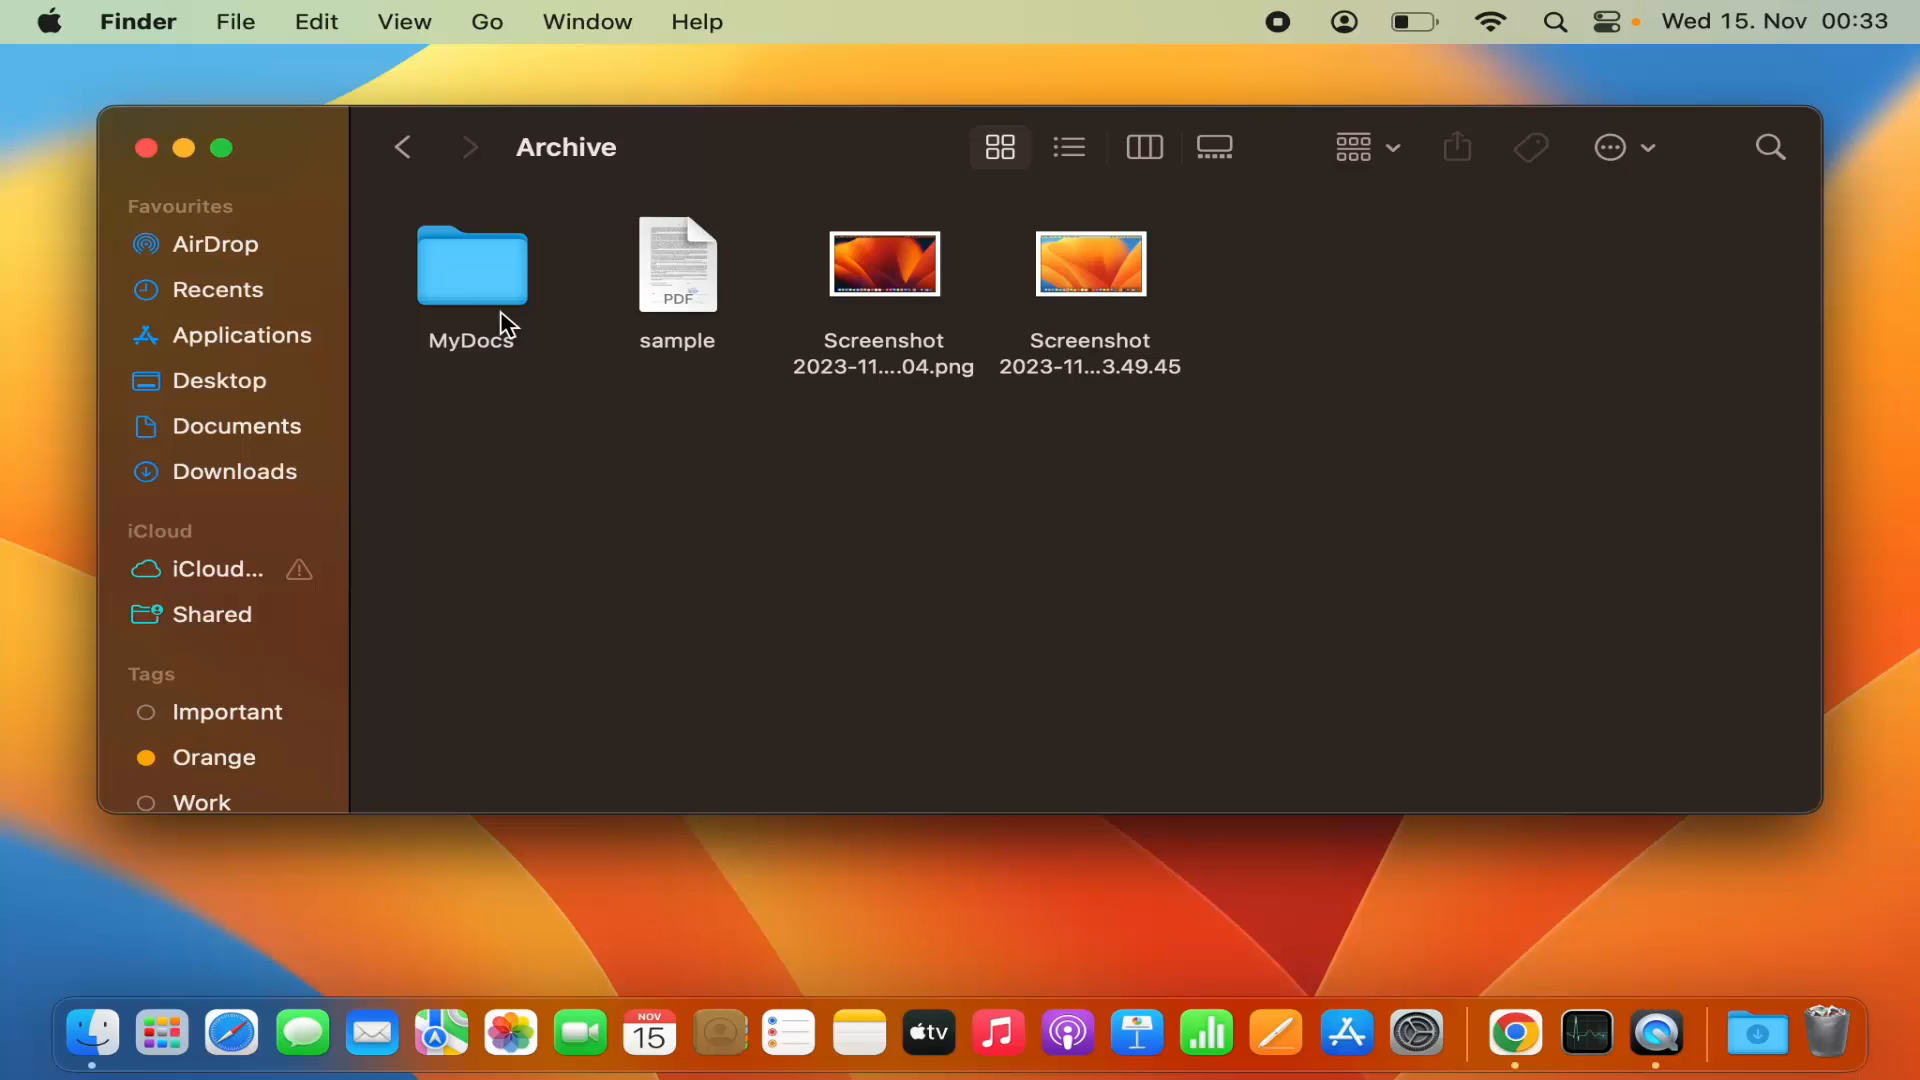 Finder File Edit View Go Window Help Wed 15. Nov 00:33
Archive
Favourites
AirDrop
Recents
Applications
Desktop
Documents
Downloads
iCloud
iCloud...
Shared
Tags
Important
Orange
Work
PDF
MyDocs
sample
Screenshot
2023-11....04.png
Screenshot
2023-11...3.49.45
NOV
15
tv